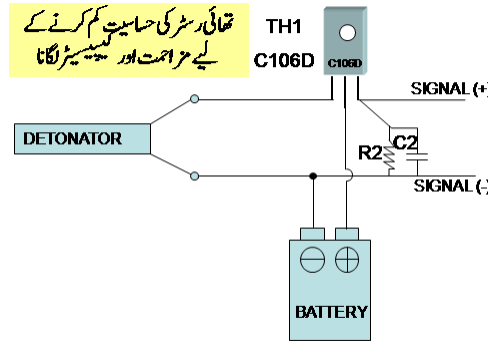 تھائی رسٹر کی حساسیت کم کرنے کے
لیے مزاحمت اور کیپیسیٹر لگانا
TH1
C106D
C106D
SIGNAL (+)
DETONATOR
R2
C2
SIGNAL (-)
BATTERY